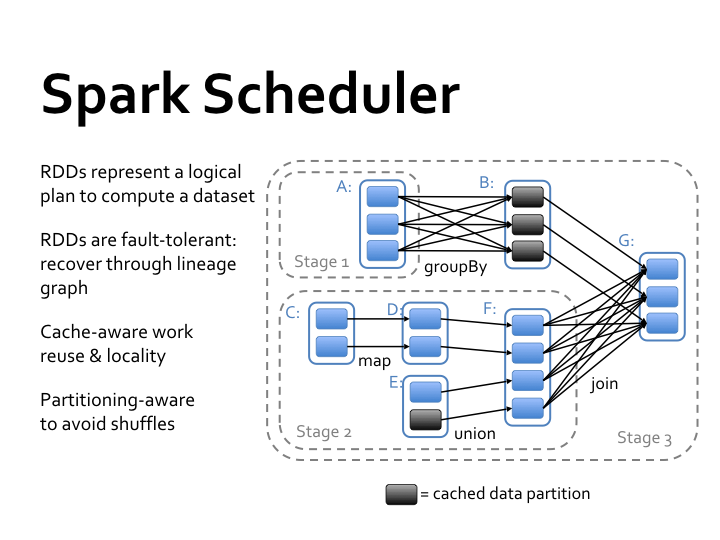 Spark Scheduler
RDDs represent a logical
plan to compute a dataset
RDDs are fault-tolerant:
recover through lineage
graph
Cache-aware work
reuse & locality
Partitioning-aware
to avoid shuffles
A:
B:
G:
Stage 1
groupBy
C:
D:
F:
map
E:
join
Stage 2
union
Stage 3
= cached data partition